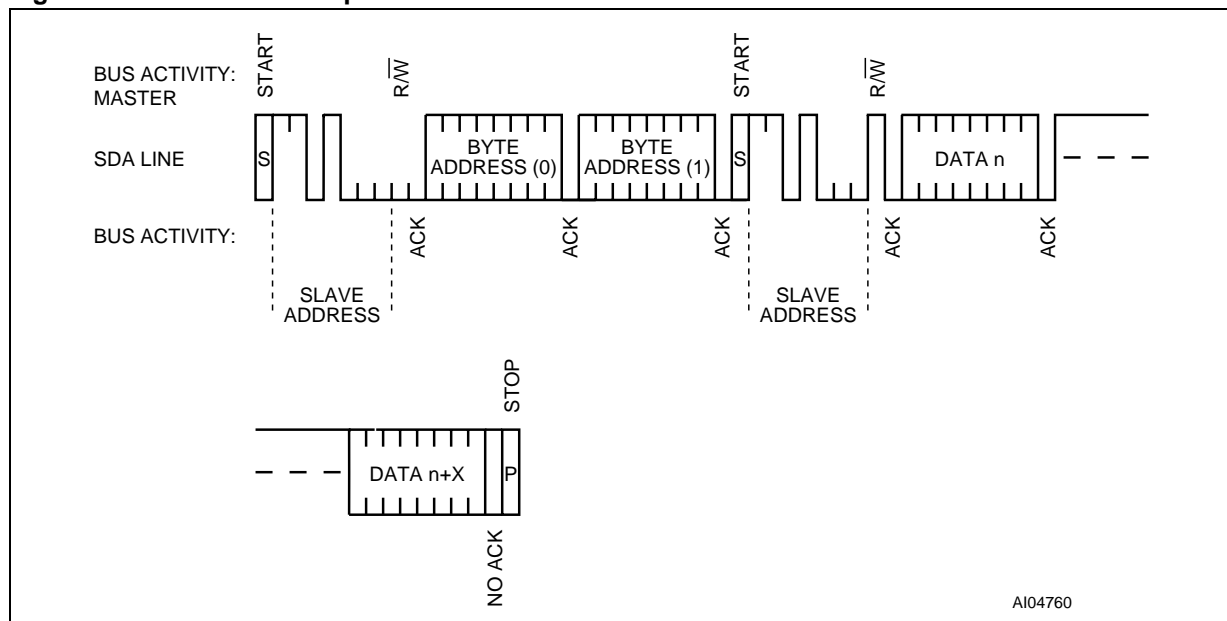 BUS ACTIVITY:
MASTER
START
R/W
START
R/W
SDA LINE
S
BYTE
ADDRESS (0)
BYTE
ADDRESS (1)
S
DATA n
BUS ACTIVITY:
ACK
ACK
ACK
ACK
ACK
SLAVE
ADDRESS
SLAVE
ADDRESS
STOP
DATA n+X
P
NO ACK
AI04760